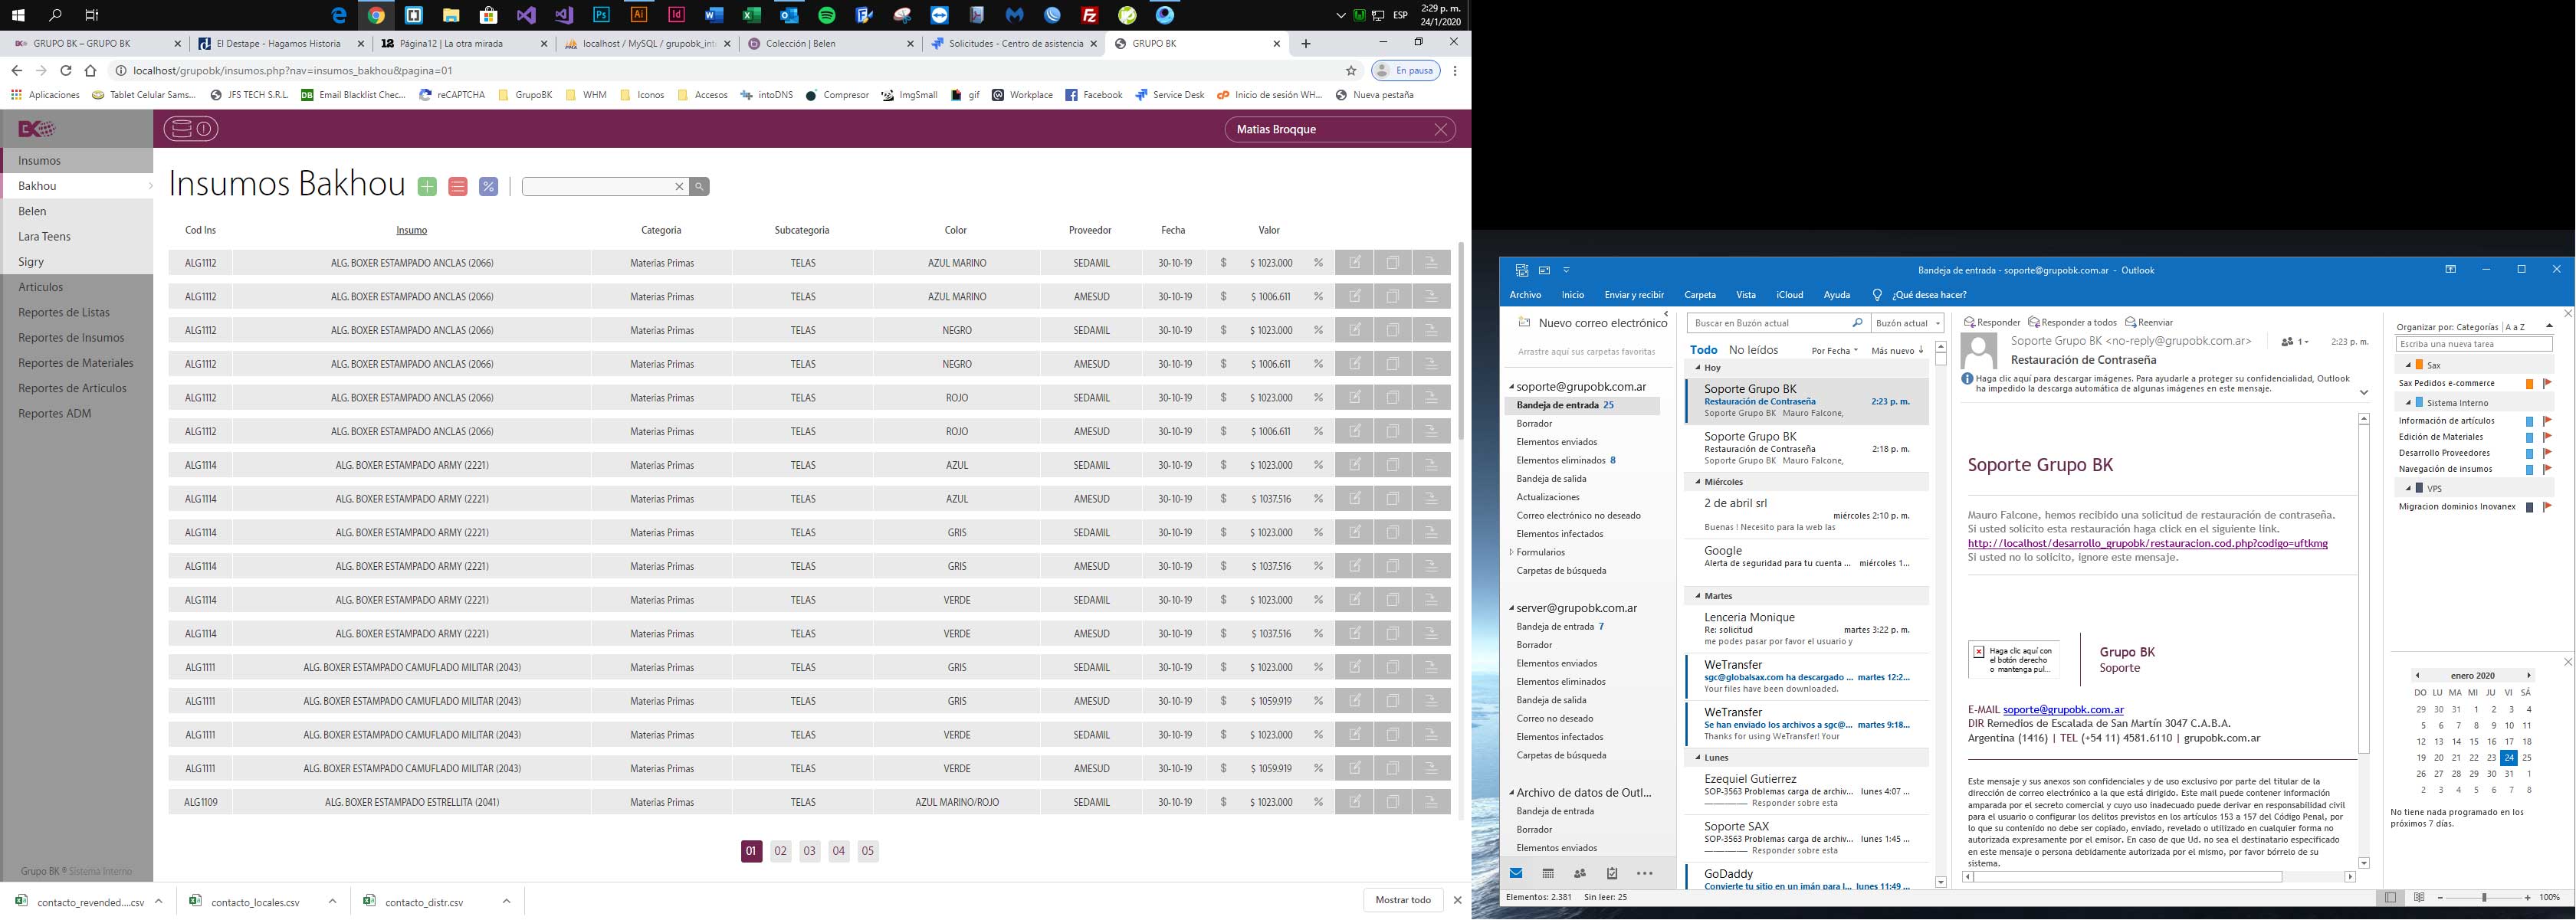 2:29 p. m.
ESP
24/1/2020
GRUPO BK – GRUPO BK
El Destape - Hagamos Historia
Página12 | La otra mirada
localhost / MySQL / grupobk_int
Colección | Belen
Solicitudes - Centro de asistencia
GRUPO BK
localhost/grupobk/insumos.php?nav=insumos_bakhou&pagina=01
En pausa
Aplicaciones
Tablet Celular Sams...
JFS TECH S.R.L.
Email Blacklist Chec...
reCAPTCHA
GrupoBK
WHM
Iconos
Accesos
intoDNS
Compresor
ImgSmall
gif
Workplace
Facebook
Service Desk
Inicio de sesión WH...
Nueva pestaña
BK
Matias Broqque
Insumos
Bakhou
Belen
Lara Teens
Sigry
Articulos
Reportes de Listas
Reportes de Insumos
Reportes de Materiales
Reportes de Articulos
Reportes ADM
Grupo BK ® Sistema Interno
Insumos Bakhou
Cod Ins Insumo Categoria Subcategoria Color Proveedor Fecha Valor
ALG1112 ALG. BOXER ESTAMPADO ANCLAS (2066) Materias Primas TELAS AZUL MARINO SEDAMIL 30-10-19 $ $ 1023.000 %
ALG1112 ALG. BOXER ESTAMPADO ANCLAS (2066) Materias Primas TELAS AZUL MARINO AMESUD 30-10-19 $ $ 1006.611 %
ALG1112 ALG. BOXER ESTAMPADO ANCLAS (2066) Materias Primas TELAS NEGRO SEDAMIL 30-10-19 $ $ 1023.000 %
ALG1112 ALG. BOXER ESTAMPADO ANCLAS (2066) Materias Primas TELAS NEGRO AMESUD 30-10-19 $ $ 1006.611 %
ALG1112 ALG. BOXER ESTAMPADO ANCLAS (2066) Materias Primas TELAS ROJO SEDAMIL 30-10-19 $ $ 1023.000 %
ALG1112 ALG. BOXER ESTAMPADO ANCLAS (2066) Materias Primas TELAS ROJO AMESUD 30-10-19 $ $ 1006.611 %
ALG1114 ALG. BOXER ESTAMPADO ARMY (2221) Materias Primas TELAS AZUL SEDAMIL 30-10-19 $ $ 1023.000 %
ALG1114 ALG. BOXER ESTAMPADO ARMY (2221) Materias Primas TELAS AZUL AMESUD 30-10-19 $ $ 1037.516 %
ALG1114 ALG. BOXER ESTAMPADO ARMY (2221) Materias Primas TELAS GRIS SEDAMIL 30-10-19 $ $ 1023.000 %
ALG1114 ALG. BOXER ESTAMPADO ARMY (2221) Materias Primas TELAS GRIS AMESUD 30-10-19 $ $ 1037.516 %
ALG1114 ALG. BOXER ESTAMPADO ARMY (2221) Materias Primas TELAS VERDE SEDAMIL 30-10-19 $ $ 1023.000 %
ALG1114 ALG. BOXER ESTAMPADO ARMY (2221) Materias Primas TELAS VERDE AMESUD 30-10-19 $ $ 1037.516 %
ALG1111 ALG. BOXER ESTAMPADO CAMUFLADO MILITAR (2043) Materias Primas TELAS GRIS SEDAMIL 30-10-19 $ $ 1023.000 %
ALG1111 ALG. BOXER ESTAMPADO CAMUFLADO MILITAR (2043) Materias Primas TELAS GRIS AMESUD 30-10-19 $ $ 1059.919 %
ALG1111 ALG. BOXER ESTAMPADO CAMUFLADO MILITAR (2043) Materias Primas TELAS VERDE SEDAMIL 30-10-19 $ $ 1023.000 %
ALG1111 ALG. BOXER ESTAMPADO CAMUFLADO MILITAR (2043) Materias Primas TELAS VERDE AMESUD 30-10-19 $ $ 1059.919 %
ALG1109 ALG. BOXER ESTAMPADO ESTRELLITA (2041) Materias Primas TELAS AZUL MARINO/ROJO SEDAMIL 30-10-19 $ $ 1023.000 %
01 02 03 04 05
contacto_revended....csv
contacto_locales.csv
contacto_distr.csv
Mostrar todo
Bandeja de entrada - soporte@grupobk.com.ar - Outlook
Archivo Inicio Enviar y recibir Carpeta Vista iCloud Ayuda ¿Qué desea hacer?
Nuevo correo electrónico
Arrastre aquí sus carpetas favoritas
soporte@grupobk.com.ar
Bandeja de entrada 25
Borrador
Elementos enviados
Elementos eliminados 8
Bandeja de salida
Actualizaciones
Correo electrónico no deseado
Elementos infectados
Formularios
Carpetas de búsqueda
server@grupobk.com.ar
Bandeja de entrada 7
Borrador
Elementos enviados
Elementos eliminados
Bandeja de salida
Correo no deseado
Elementos infectados
Carpetas de búsqueda
Archivo de datos de Outl...
Bandeja de entrada
Borrador
Elementos enviados
Buscar en Buzón actual
Buzón actual
Todo No leídos Por Fecha Más nuevo
Hoy
Soporte Grupo BK
Restauración de Contraseña 2:23 p. m.
Soporte Grupo BK Mauro Falcone,
Soporte Grupo BK
Restauración de Contraseña 2:18 p. m.
Soporte Grupo BK Mauro Falcone,
Miércoles
2 de abril srl
miércoles 2:10 p. m.
Buenas ! Necesito para la web las
Google
Alerta de seguridad para tu cuenta ... miércoles 1...
Martes
Lenceria Monique
Re: solicitud martes 3:22 p. m.
me podes pasar por favor el usuario y
WeTransfer
sgc@globalsax.com ha descargado ... martes 12:2...
Your files have been downloaded.
WeTransfer
Se han enviado los archivos a sgc@... martes 9:18...
Thanks for using WeTransfer! Your
Lunes
Ezequiel Gutierrez
SOP-3563 Problemas carga de archiv... lunes 4:07 ...
—————— Responder sobre esta
Soporte SAX
SOP-3563 Problemas carga de archiv... lunes 1:45 ...
—————— Responder sobre esta
GoDaddy
Convierte tu sitio en un imán para l... lunes 11:49 ...
Responder Responder a todos Reenviar
Soporte Grupo BK <no-reply@grupobk.com.ar> 1 2:23 p. m.
Restauración de Contraseña
Haga clic aquí para descargar imágenes. Para ayudarle a proteger su confidencialidad, Outlook
ha impedido la descarga automática de algunas imágenes en este mensaje.
Soporte Grupo BK
Mauro Falcone, hemos recibido una solicitud de restauración de contraseña.
Si usted solicito esta restauración haga click en el siguiente link.
http://localhost/desarrollo_grupobk/restauracion.cod.php?codigo=uftkmg
Si usted no lo solicito, ignore este mensaje.
Haga clic aquí con
el botón derecho
o mantenga pul...
Grupo BK
Soporte
E-MAIL soporte@grupobk.com.ar
DIR Remedios de Escalada de San Martín 3047 C.A.B.A.
Argentina (1416) | TEL (+54 11) 4581.6110 | grupobk.com.ar
Este mensaje y sus anexos son confidenciales y de uso exclusivo por parte del titular de la
dirección de correo electrónico a la que está dirigido. Este mail puede contener información
amparada por el secreto comercial y cuyo uso inadecuado puede derivar en responsabilidad civil
para el usuario o configurar los delitos previstos en los artículos 153 a 157 del Código Penal, por
lo que su contenido no debe ser copiado, enviado, revelado o utilizado en cualquier forma no
autorizada expresamente por el emisor. En caso de que Ud. no sea el destinatario especificado
en este mensaje o persona debidamente autorizada por el mismo, por favor bórrelo de su
sistema.
Organizar por: Categorías | A a Z
Escriba una nueva tarea
Sax
Sax Pedidos e-commerce
Sistema Interno
Información de artículos
Edición de Materiales
Desarrollo Proveedores
Navegación de insumos
VPS
Migracion dominios Inovanex
enero 2020
DO LU MA MI JU VI SÁ
29 30 31 1 2 3 4
5 6 7 8 9 10 11
12 13 14 15 16 17 18
19 20 21 22 23 24 25
26 27 28 29 30 31 1
2 3 4 5 6 7 8
No tiene nada programado en los
próximos 7 días.
Elementos: 2.381 Sin leer: 25
100%